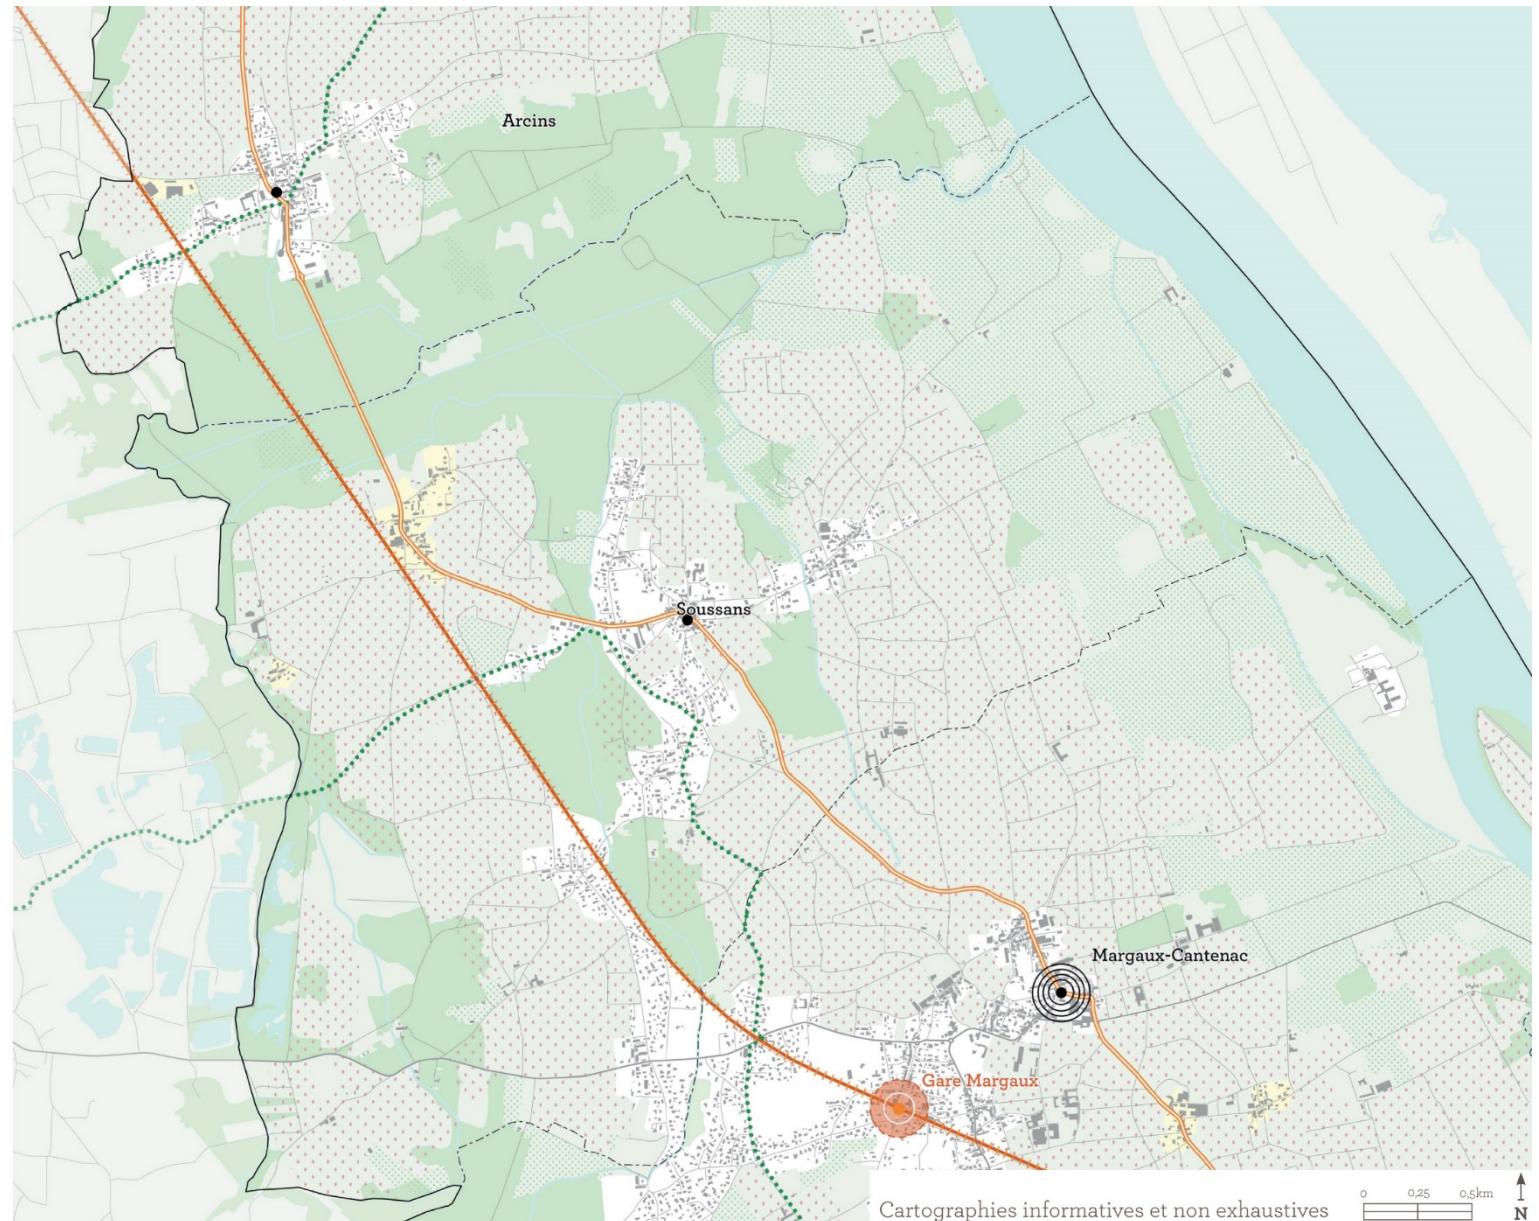 Arcins
Soussans
Margaux-Cantenac
Gare Margaux
Cartographies informatives et non exhaustives
0 0,25 0,5km
N